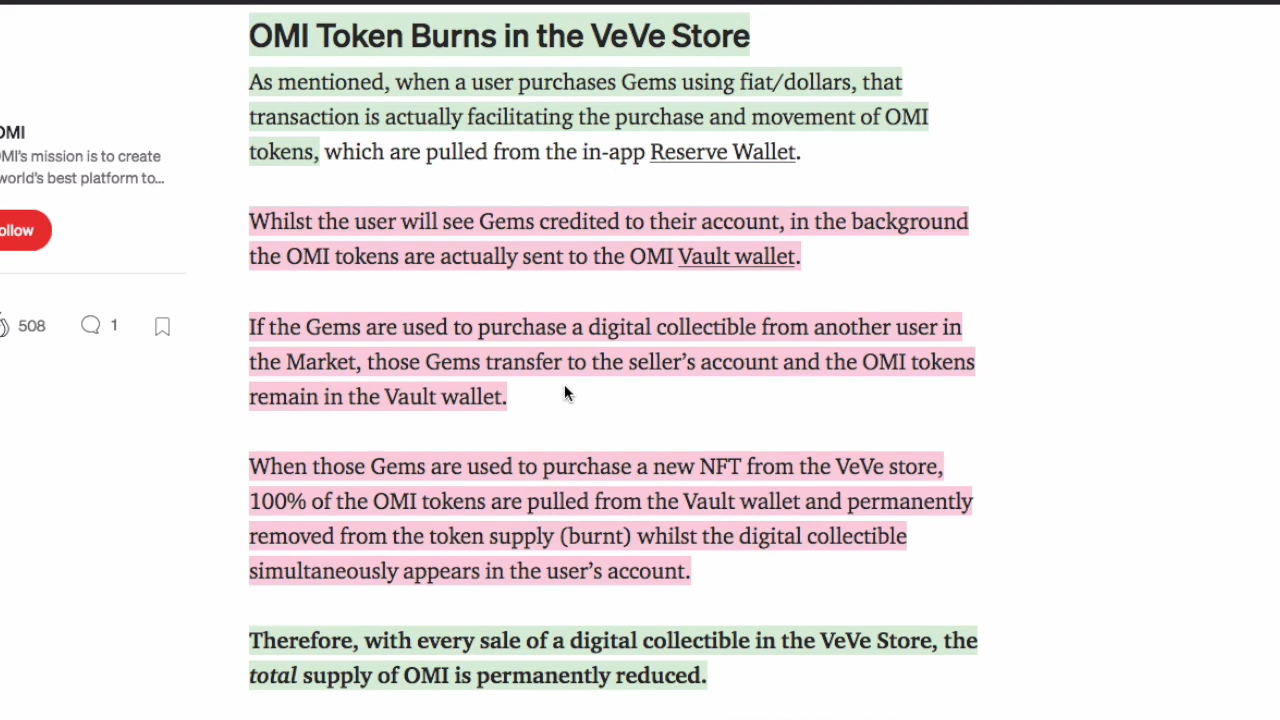 OMI Token Burns in the VeVe Store
As mentioned, when a user purchases Gems using fiat/dollars, that
transaction is actually facilitating the purchase and movement of OMI
tokens, which are pulled from the in-app Reserve Wallet.
OMI
MI's mission is to create
world's best platform to...
ollow
508
1
Whilst the user will see Gems credited to their account, in the background
the OMI tokens are actually sent to the OMI Vault wallet.
If the Gems are used to purchase a digital collectible from another user in
the Market, those Gems transfer to the seller’s account and the OMI tokens
remain in the Vault wallet.
When those Gems are used to purchase a new NFT from the VeVe store,
100% of the OMI tokens are pulled from the Vault wallet and permanently
removed from the token supply (burnt) whilst the digital collectible
simultaneously appears in the user’s account.
Therefore, with every sale of a digital collectible in the VeVe Store, the
total supply of OMI is permanently reduced.